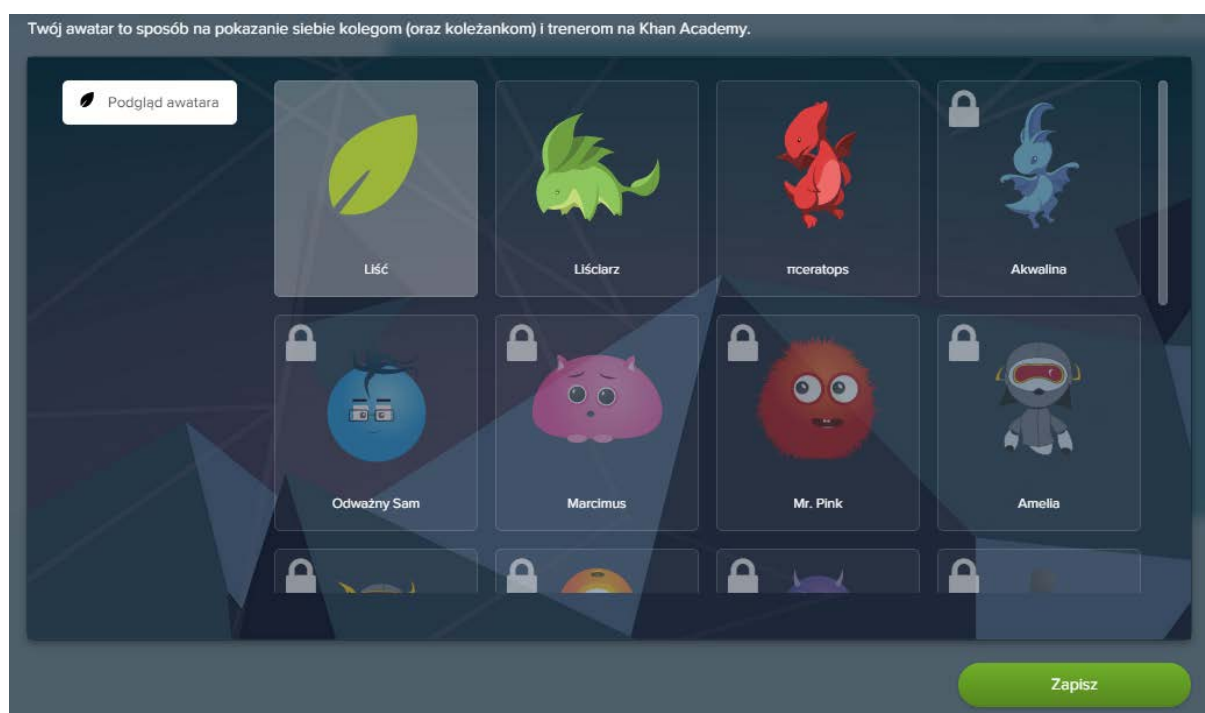 Twój awatar to sposób na pokazanie siebie kolegom (oraz koleżankom) i trenerom na Khan Academy.
Podgląd awatara
Liść
Liściarz
πceratops
Akwalina
Odważny Sam
Marcimus
Mr. Pink
Amelia
Zapisz